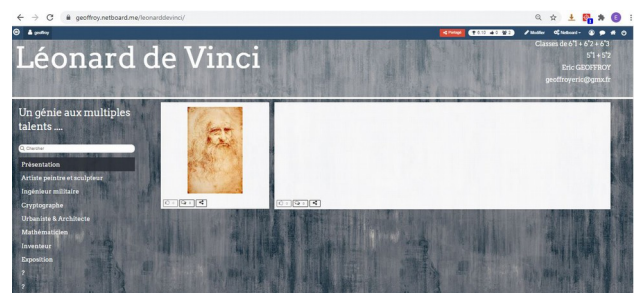 geoffroy.netboard.me/leonarddevinci/
geoffroy
Partage
Modifier
Netboard
Léonard de Vinci
Classes de 6°1 + 6°2 + 6°3
5°1 + 5°2
Eric GEOFFROY
geoffroyeric@gmx.fr
Un génie aux multiples
talents ....
Chercher
Présentation
Artiste peintre et sculpteur
Ingénieur militaire
Cryptographe
Urbaniste & Architecte
Mathématicien
Inventeur
Exposition
?
?